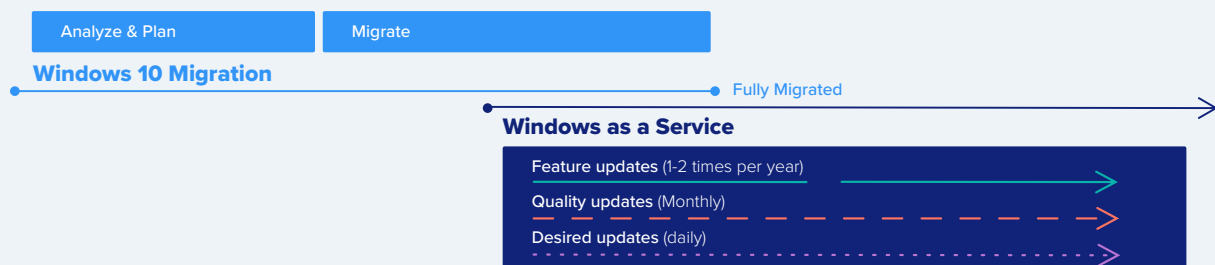 Analyze & Plan
Migrate
Windows 10 Migration
Fully Migrated
Windows as a Service
Feature updates (1-2 times per year)
Quality updates (Monthly)
Desired updates (daily)